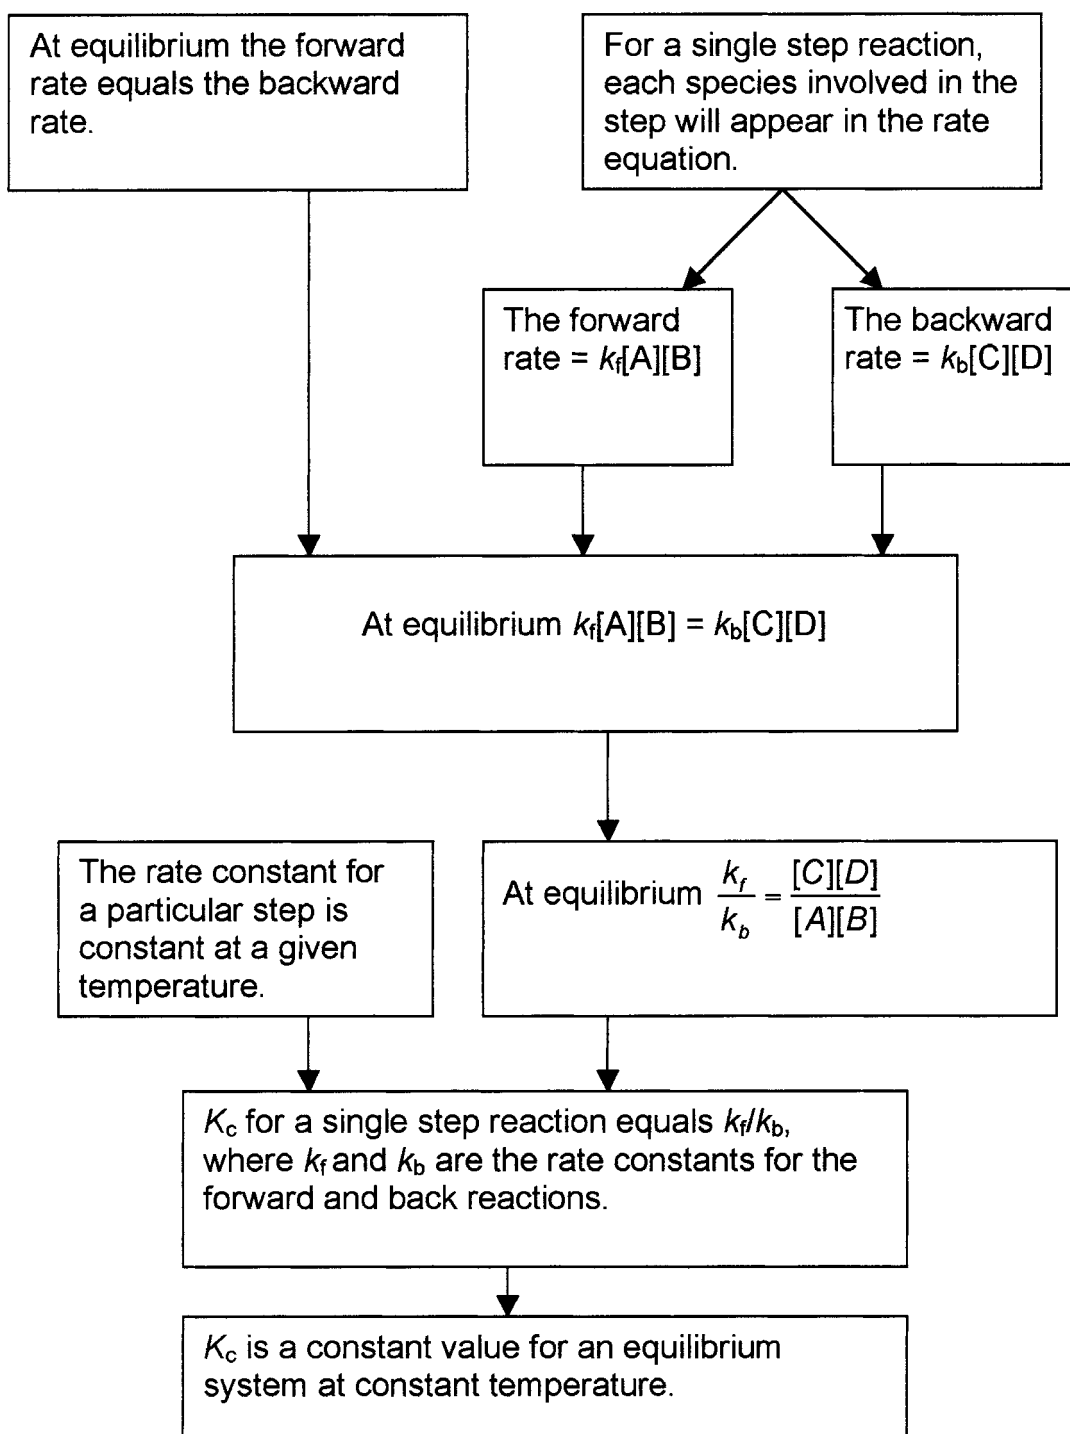 At equilibrium the forward
rate equals the backward
rate.
For a single step reaction,
each species involved in the
step will appear in the rate
equation.
The forward
rate = kf[A][B]
The backward
rate = kb[C][D]
At equilibrium kf[A][B] = kb[C][D]
The rate constant for
a particular step is
constant at a given
temperature.
At equilibrium kf/kb = [C][D]/[A][B]
Kc for a single step reaction equals kf/kb,
where kf and kb are the rate constants for the
forward and back reactions.
Kc is a constant value for an equilibrium
system at constant temperature.